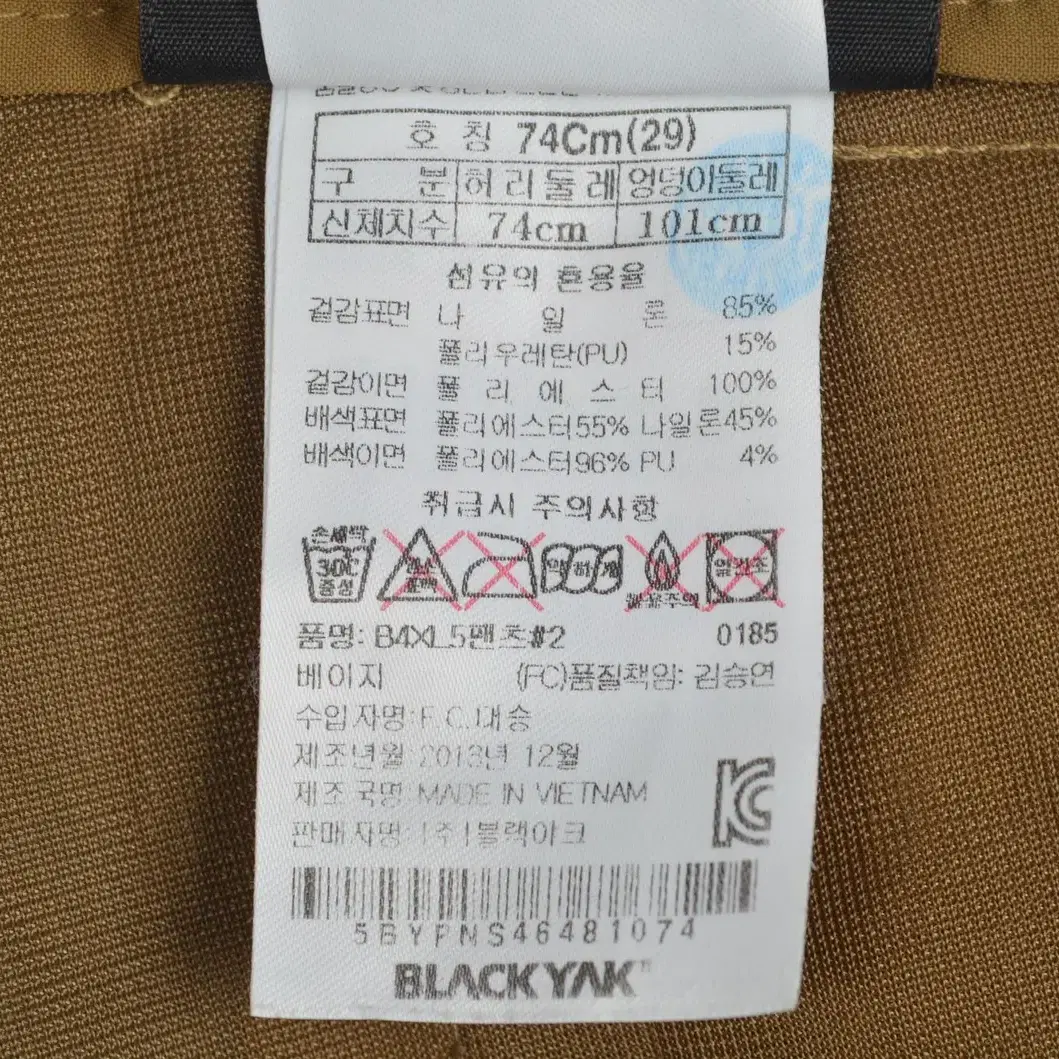 호 칭 74Cm(29)
구 분 허리둘레 엉덩이둘레
신체치수 74cm 101cm
섬유의 혼용율
겉감표면 나 일 론 85%
폴리우레탄(PU) 15%
겉감이면 폴 리 에 스 터 100%
배색표면 폴리에스터55% 나일론45%
배색이면 폴리에스터96% PU 4%
취급시 주의사항
손세탁
30℃
중성
품명: B4XL5팬츠#2 0185
베이지 (FC)품질책임: 김승연
수입자명:F.C.I대승
제조년월:2013년 12월
제조국명:MADE IN VIETNAM
판매자명:(주)블랙야크
5BYPNS46481074
BLACKYAK